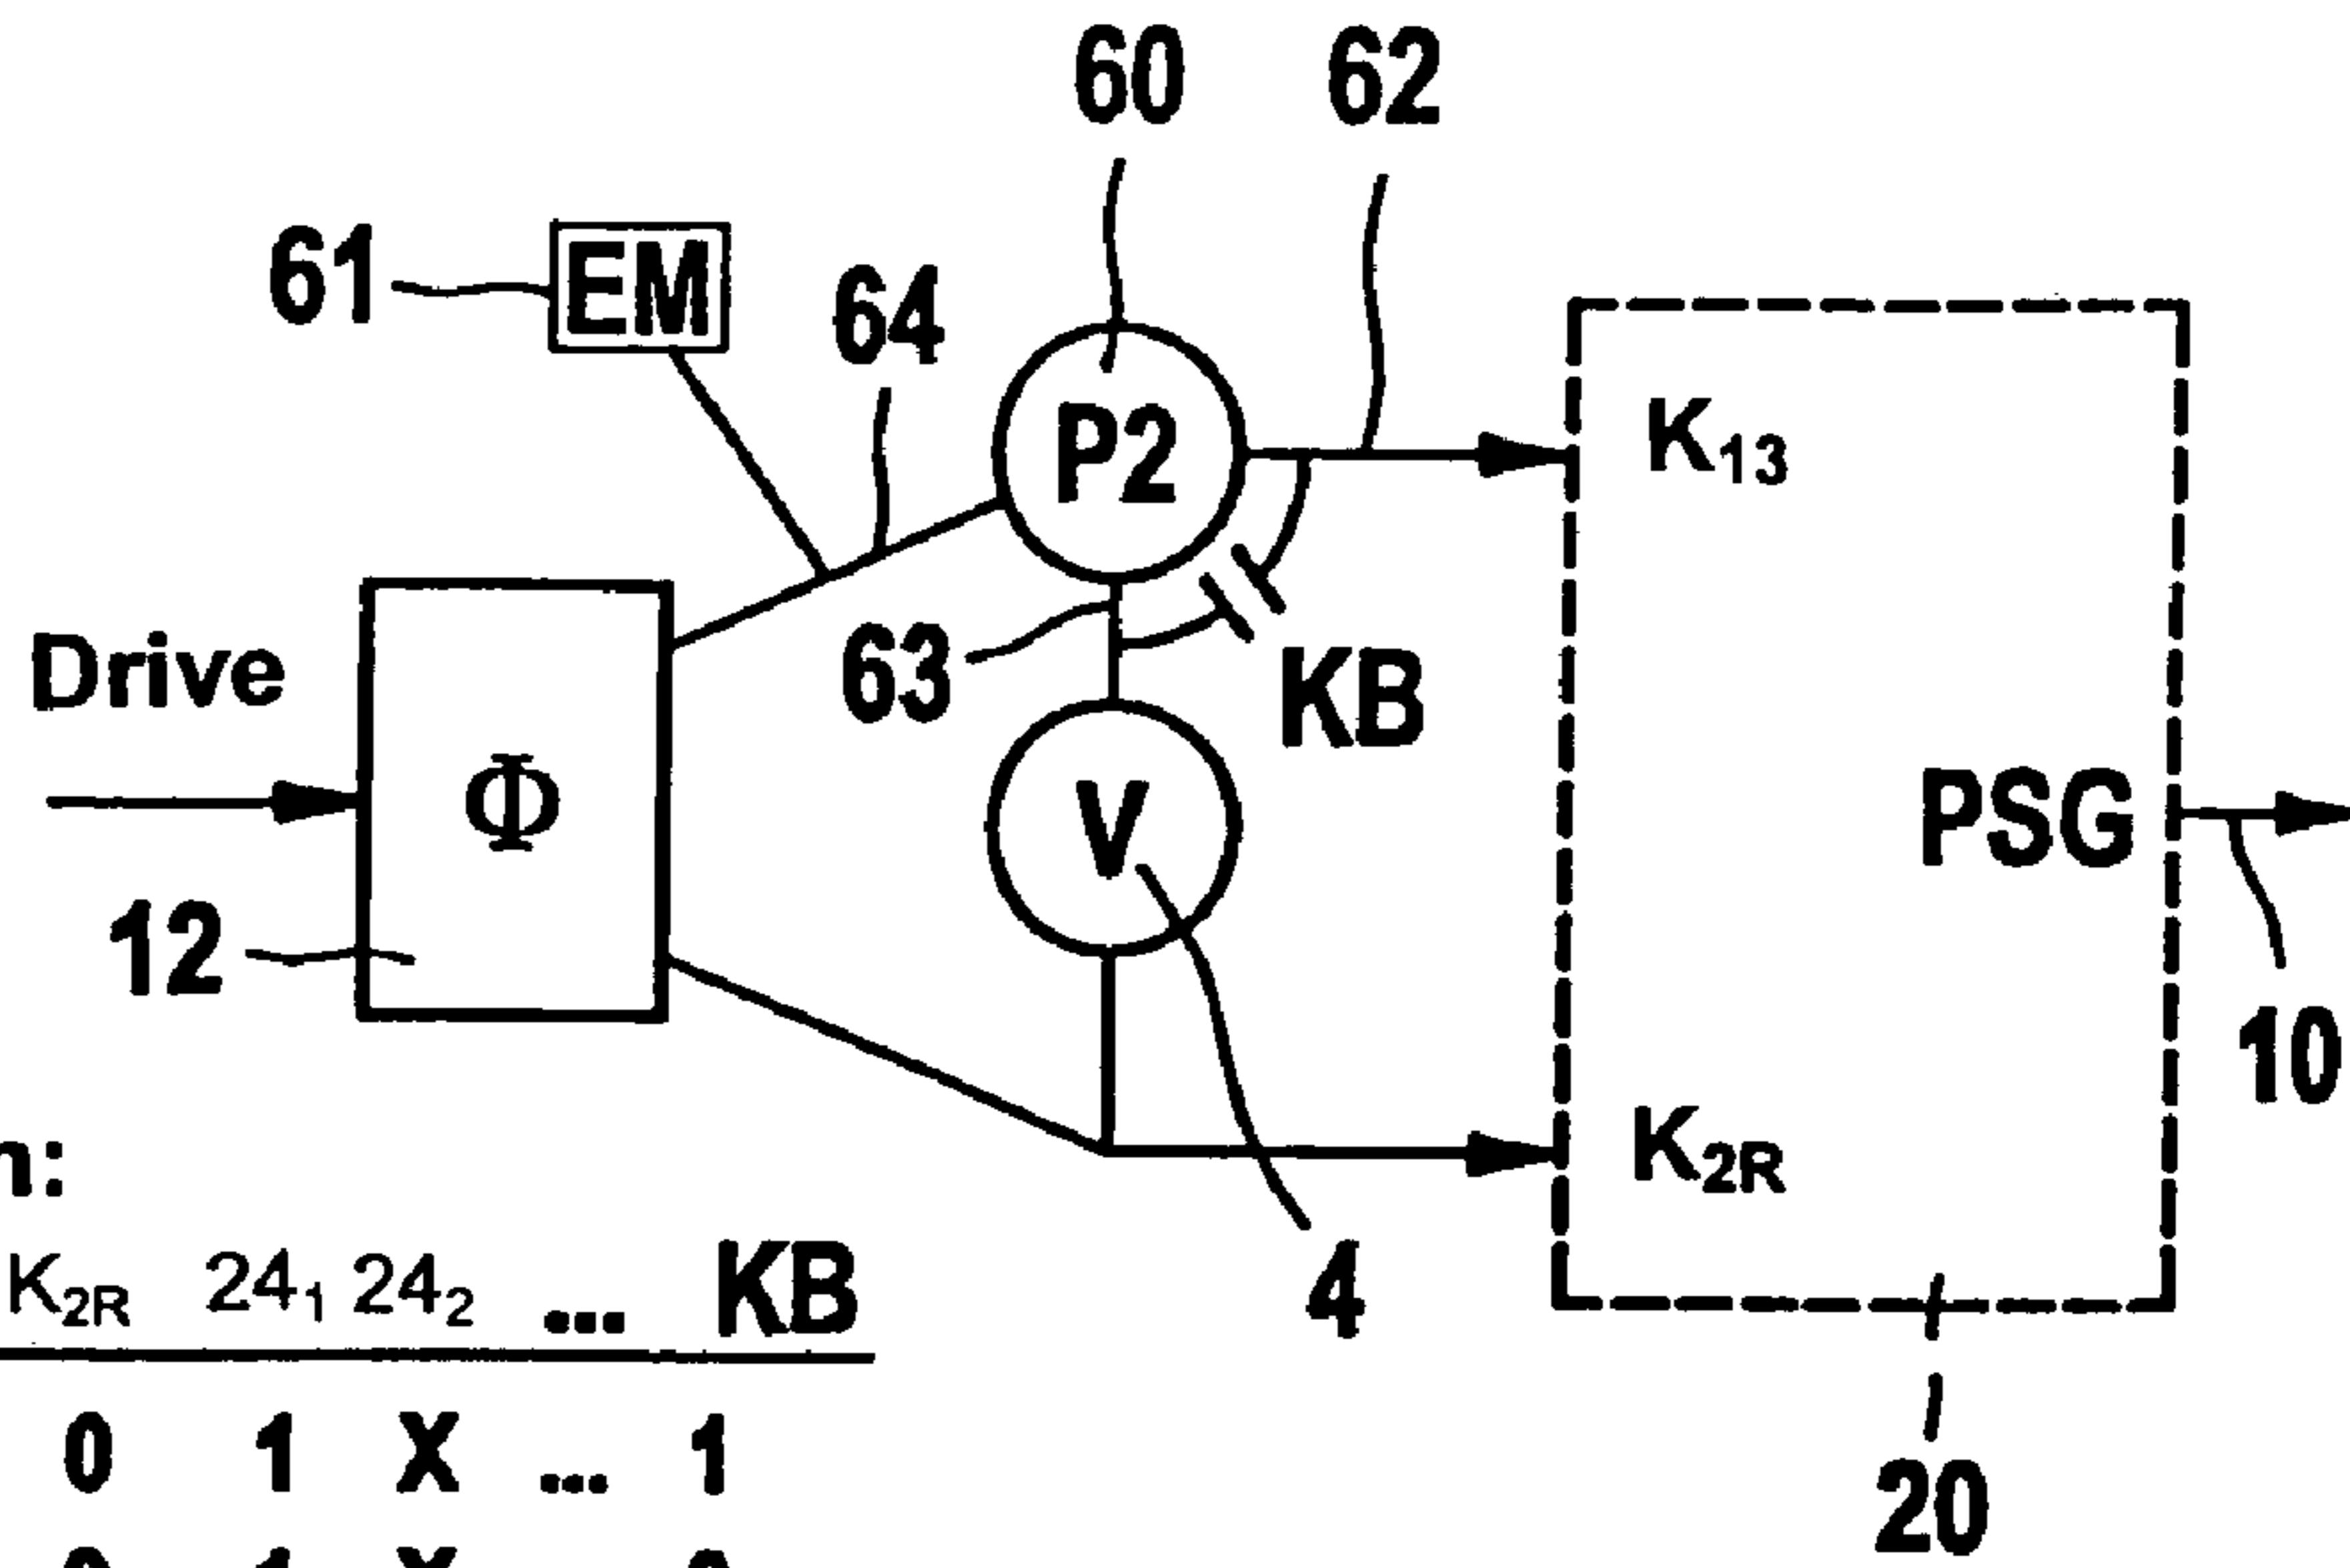 60 62
61 EM
64
P2
K₁₃
Drive
63
KB
Φ
V
PSG
12
10
K₂R
4
K₂R 24₁ 24₂ ... KB
0 1 X ... 1
20